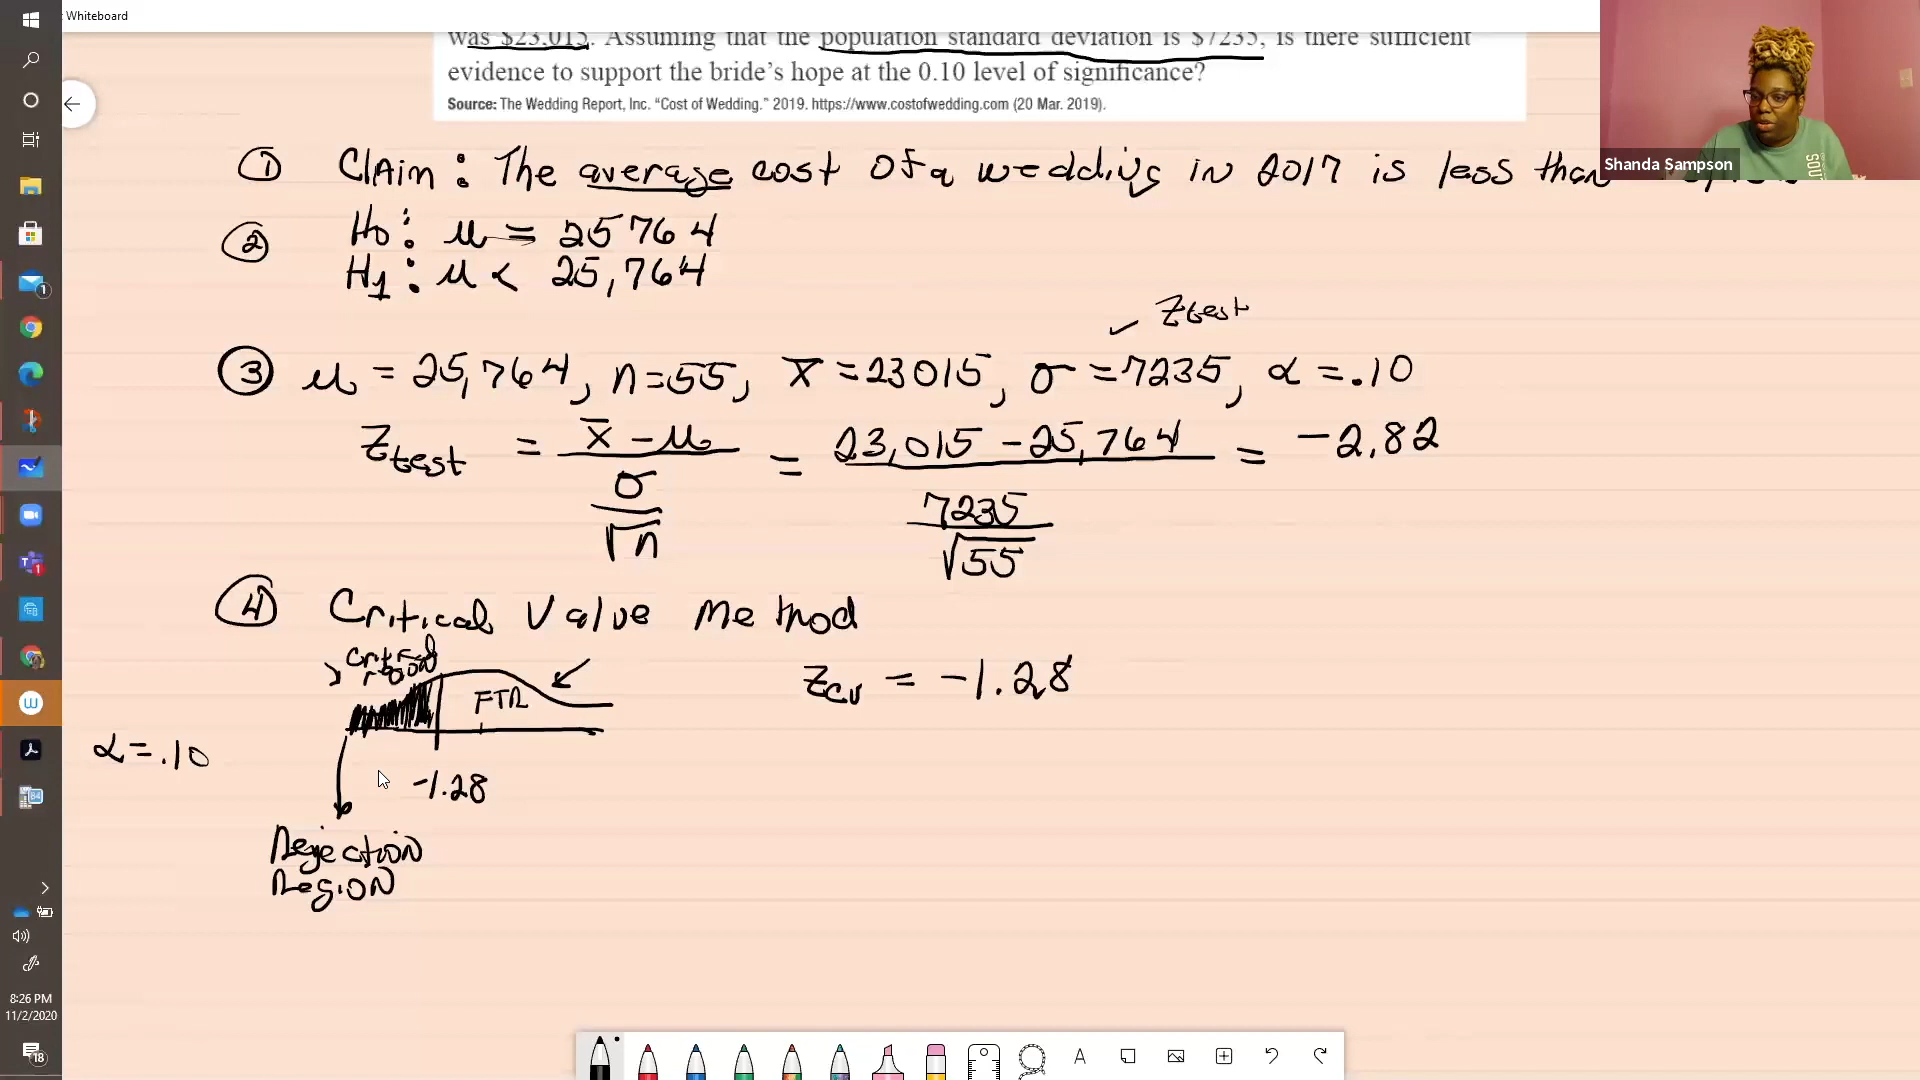 Whiteboard
was $23,015. Assuming that the population standard deviation is $7235, is there sufficient
evidence to support the bride's hope at the 0.10 level of significance?
Source: The Wedding Report, Inc. "Cost of Wedding." 2019. https://www.costofwedding.com (20 Mar. 2019).
Shanda Sampson
SOU
① Claim: The average cost of a wedding in 2017 is less than
② H₀: μ = 25764
H₁: μ < 25,764
✓ Ztest
③ μ = 25,764, n=55, x̅ = 23015, σ = 7235, α = .10
Ztest = x̅ - μ / σ/√n = 23,015 - 25,764 / 7235/√55 = -2.82
④ Critical Value Method
Critical
region
FTR
Zcv = -1.28
α = .10
-1.28
Rejection
Region
8:26 PM
11/2/2020
18